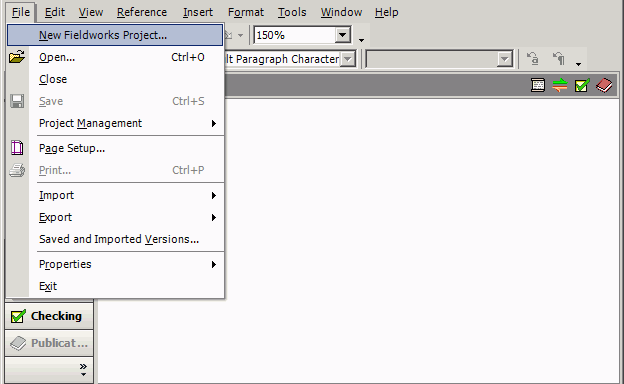 File Edit View Reference Insert Format Tools Window Help
New Fieldworks Project...
150%
Open... Ctrl+O
lt Paragraph Character
Close
Save Ctrl+S
Project Management
Page Setup...
Print... Ctrl+P
Import
Export
Saved and Imported Versions...
Properties
Exit
Checking
Publicat...
»